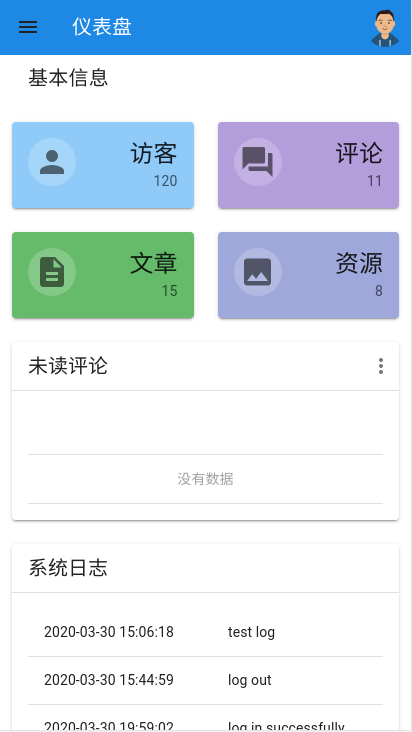 仪表盘
基本信息
访客
120
评论
11
文章
15
资源
8
未读评论
没有数据
系统日志
2020-03-30 15:06:18 test log
2020-03-30 15:44:59 log out
2020-03-30 19:59:02 log in successfully